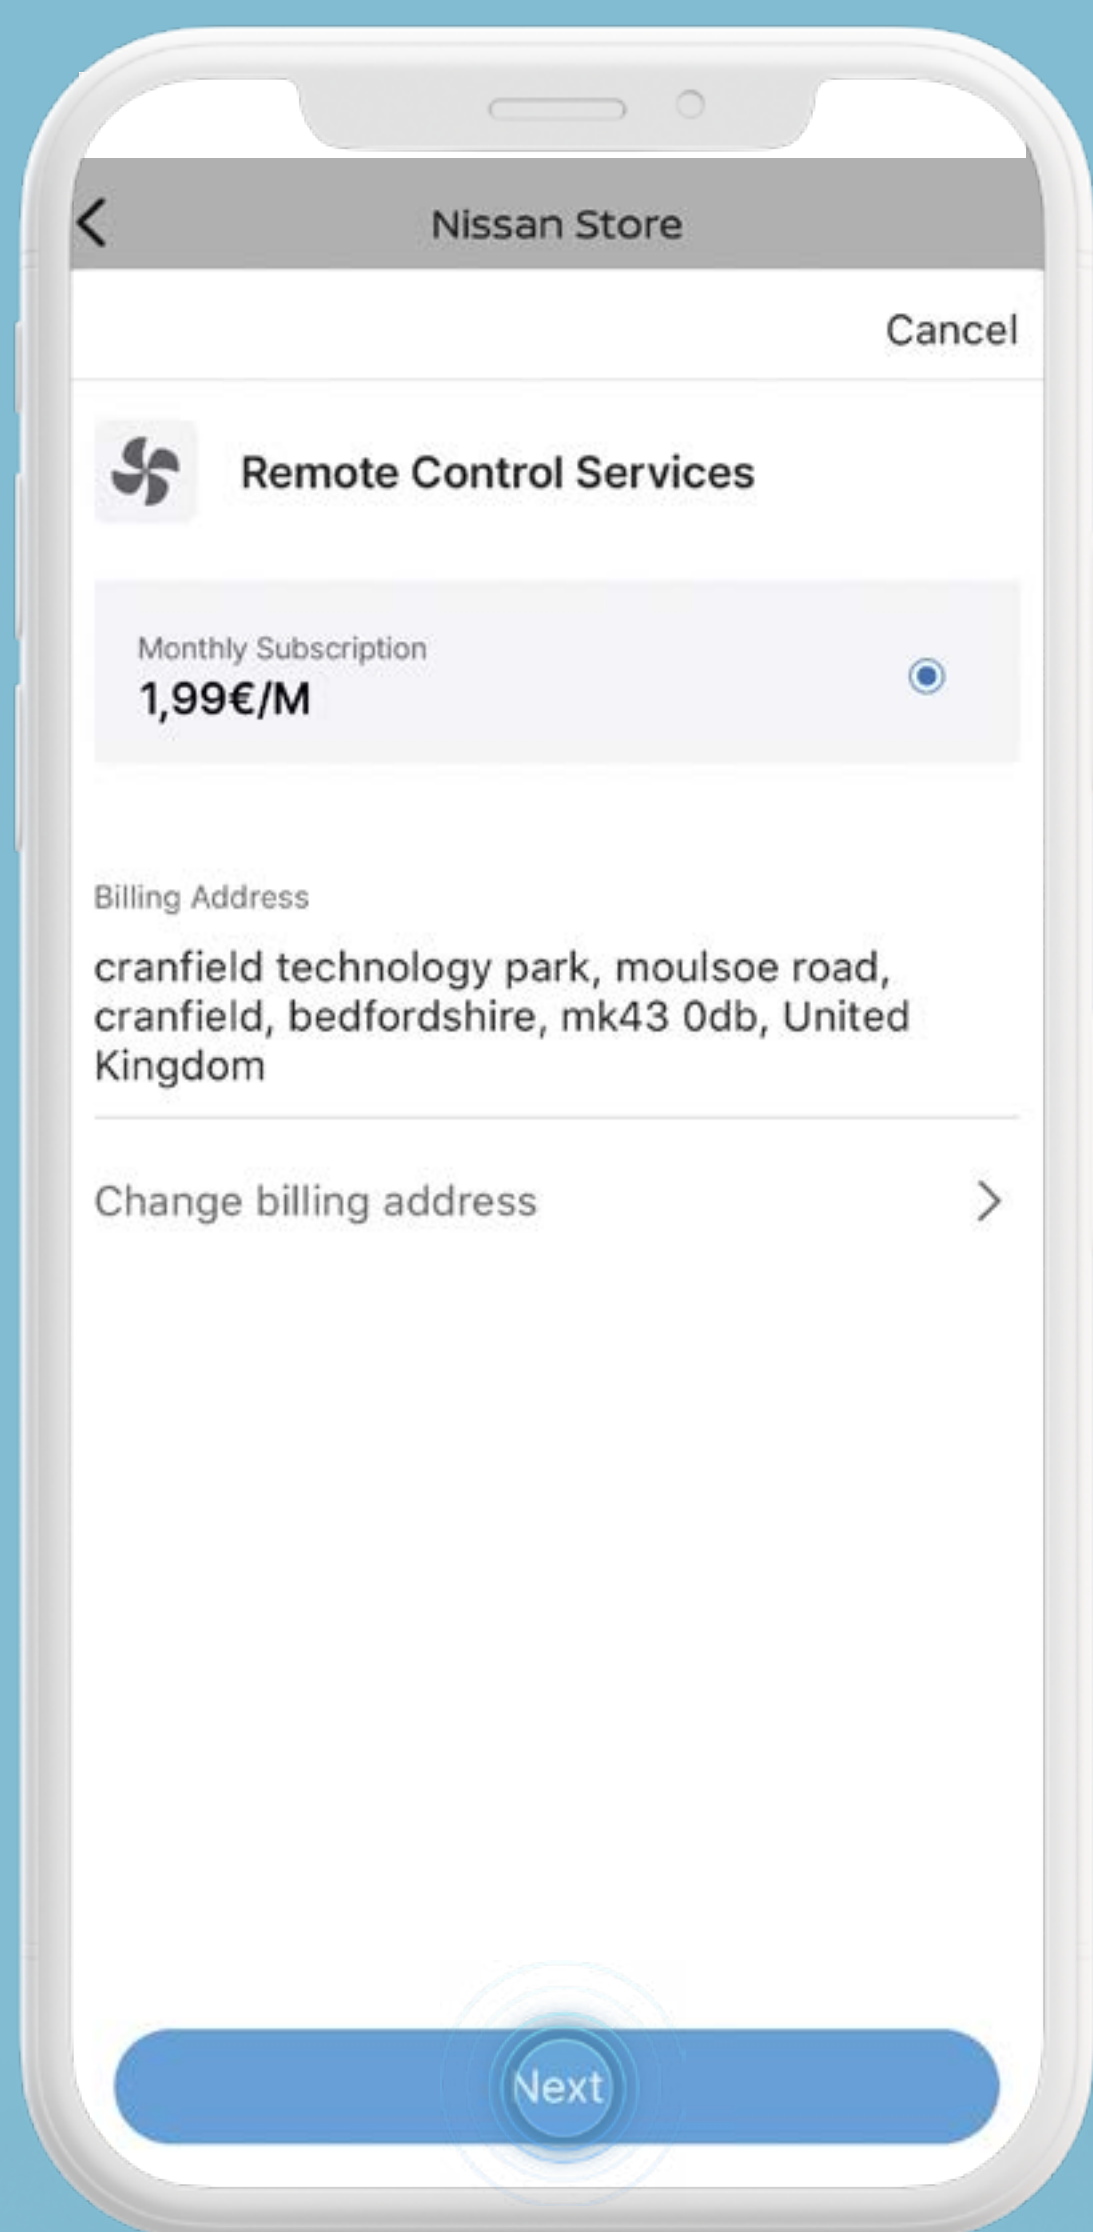 Nissan Store
Cancel
Remote Control Services
Monthly Subscription
1,99€/M
Billing Address
cranfield technology park, moulsoe road,
cranfield, bedfordshire, mk43 0db, United
Kingdom
Change billing address
Next